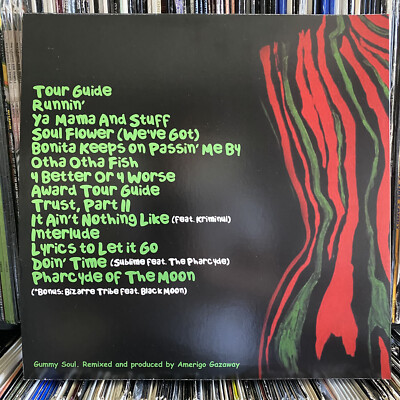 Tour Guide
Runnin'
Ya Mama And Stuff
Soul Flower (We've Got)
Bonita Keeps on Passin' Me By
Otha Otha Fish
4 Better Or 4 Worse
Award Tour Guide
Trust, Part II
It Ain't Nothing Like (feat. Kriminul)
Interlude
Lyrics to Let it Go
Doin' Time (Sublime feat. The Pharcyde)
Pharcyde of The Moon
(*Bonus: Bizarre Tribe feat. Black Moon)
Gummy Soul. Remixed and produced by Amerigo Gazaway